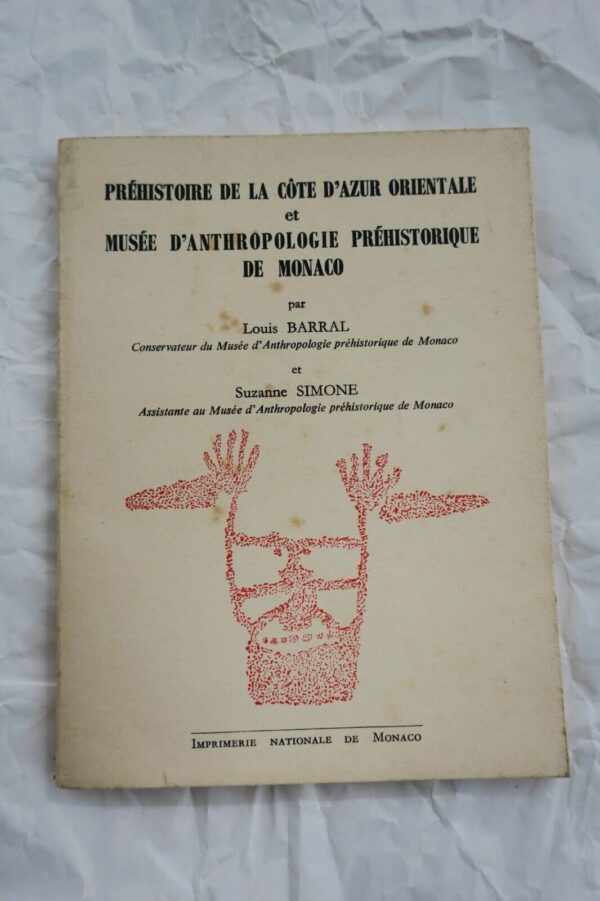 PRÉHISTOIRE DE LA CÔTE D'AZUR ORIENTALE
et
MUSÉE D'ANTHROPOLOGIE PRÉHISTORIQUE
DE MONACO
par
Louis BARRAL
Conservateur du Musée d'Anthropologie préhistorique de Monaco
et
Suzanne SIMONE
Assistante au Musée d'Anthropologie préhistorique de Monaco
IMPRIMERIE NATIONALE DE MONACO